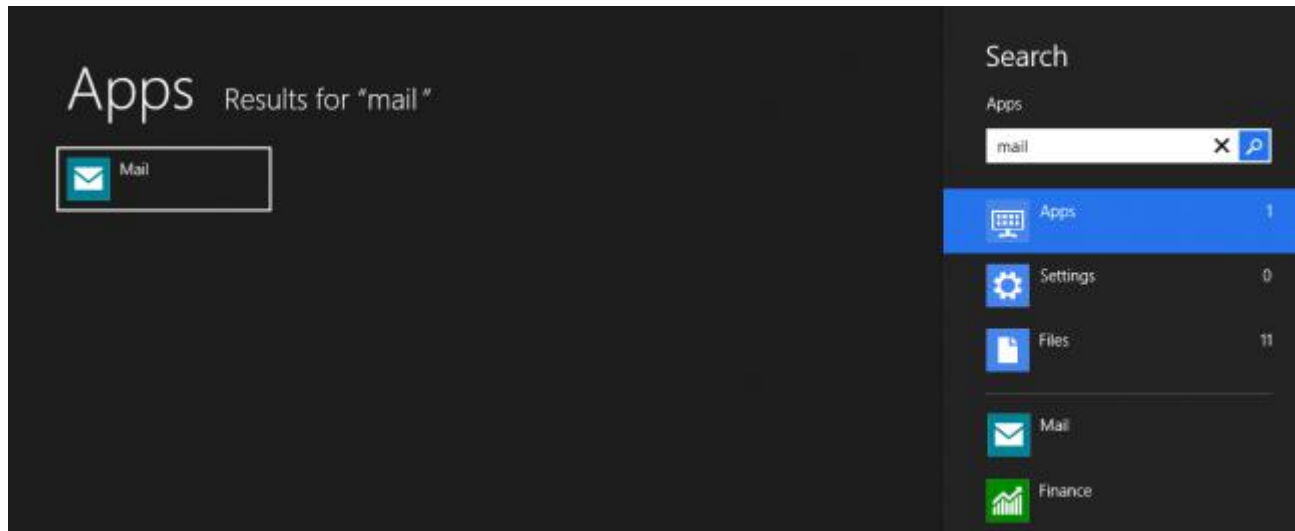 Apps Results for "mail"
Mail
Search
Apps
mail
Apps 1
Settings 0
Files 11
Mail
Finance